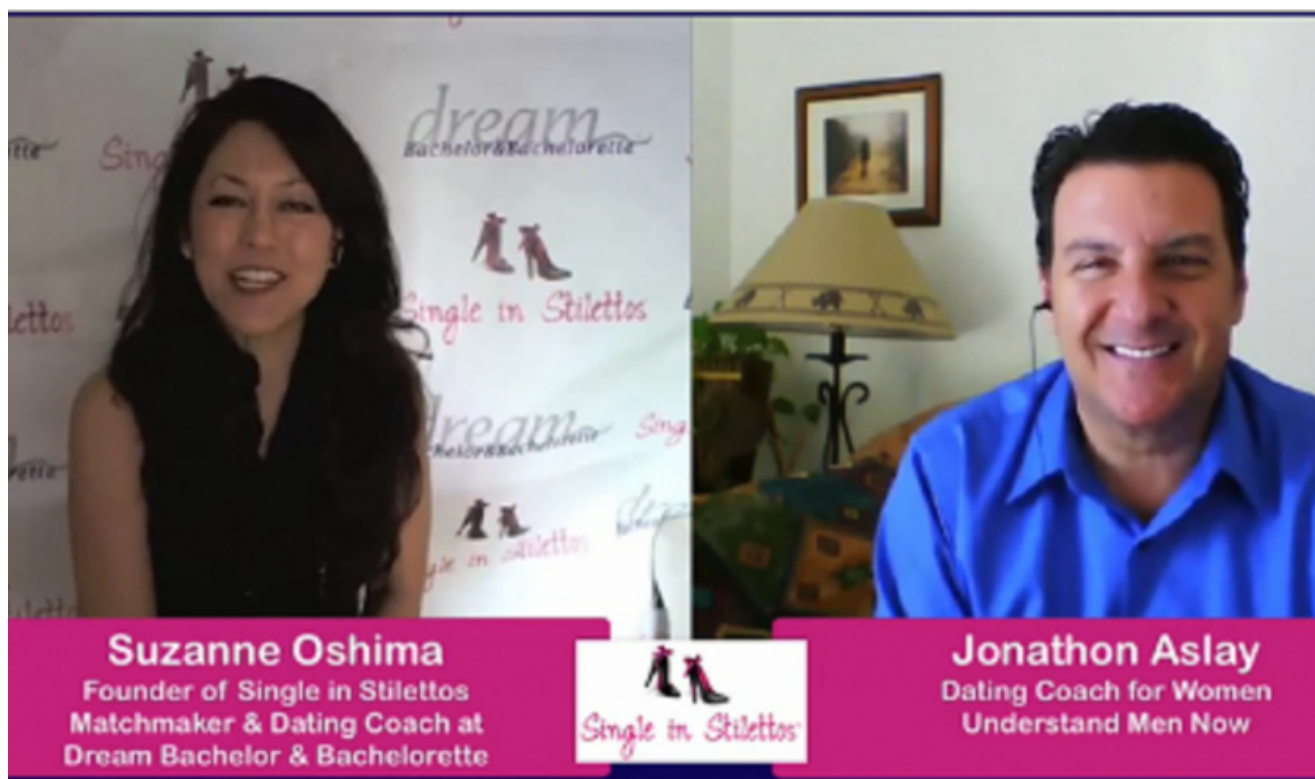 dream
Bachelor&Bachelorette
Single in Stilettos
dream
Single in Stilettos
Suzanne Oshima
Founder of Single in Stilettos
Matchmaker & Dating Coach at
Dream Bachelor & Bachelorette
Single in Stilettos
Jonathon Aslay
Dating Coach for Women
Understand Men Now